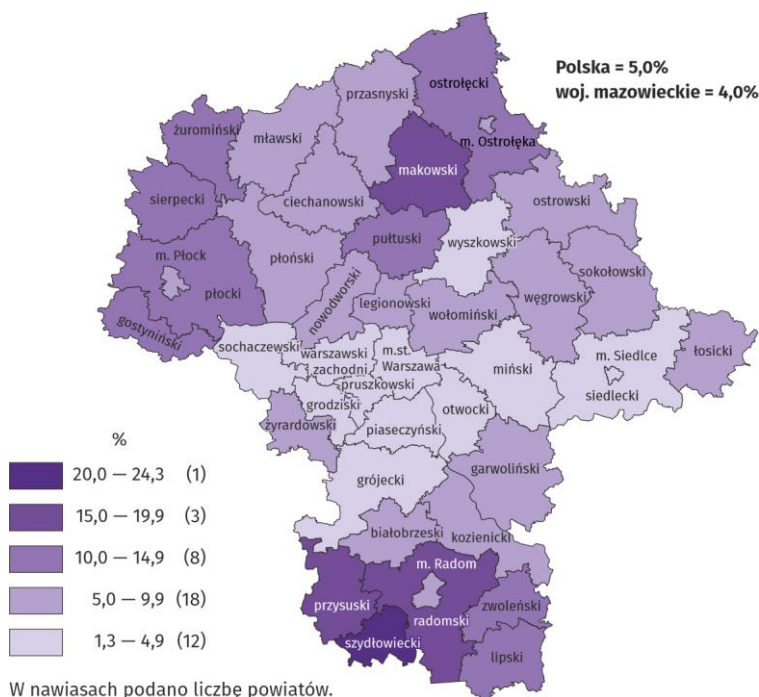 Polska = 5,0%
woj. mazowieckie = 4,0%
ostrołęcki
przasnyski
żuromiński
mławski
m. Ostrołęka
makowski
sierpecki
ciechanowski
ostrowski
pułtuski
wyszkowski
m. Płock
płoński
sokołowski
płocki
nowodworski
węgrowski
legionowski
wołomiński
gostyniński
sochaczewski
warszawski
zachodni
m.st.
Warszawa
m. Siedlce
łosicki
miński
pruszkowski
siedlecki
grodziski
otwocki
piaseczyński
żyrardowski
garwoliński
grójecki
białobrzeski
kozienicki
m. Radom
przysuski
zwoleński
radomski
szydłowiecki
lipski
%
20,0 — 24,3 (1)
15,0 — 19,9 (3)
10,0 — 14,9 (8)
5,0 — 9,9 (18)
1,3 — 4,9 (12)
W nawiasach podano liczbę powiatów.